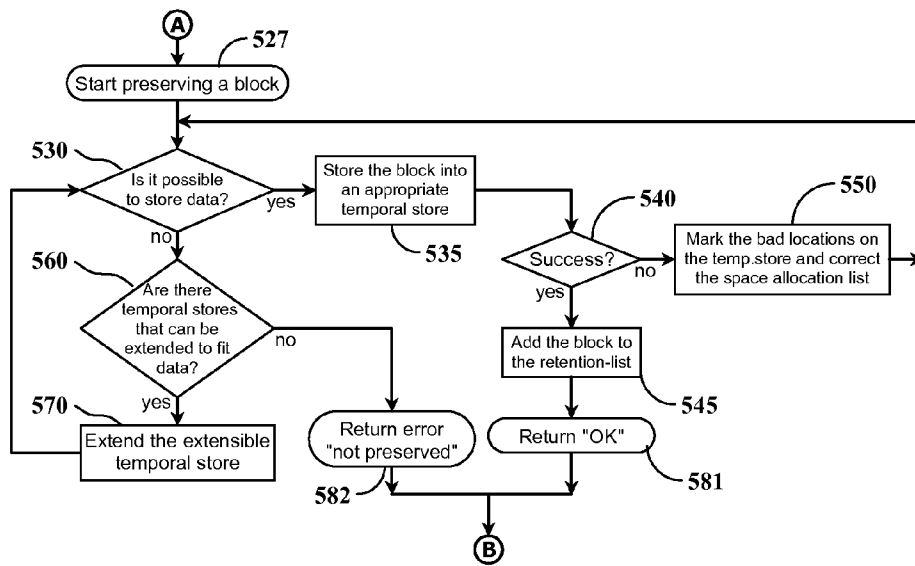 A
527
Start preserving a block
530
Is it possible
to store data?
yes
no
Store the block into
an appropriate
temporal store
535
540
Success?
no
yes
550
Mark the bad locations on
the temp.store and correct
the space allocation list
560
Are there
temporal stores
that can be
extended to fit
data?
no
yes
Add the block to
the retention-list
545
570
Extend the extensible
temporal store
Return error
"not preserved"
582
Return "OK"
581
B